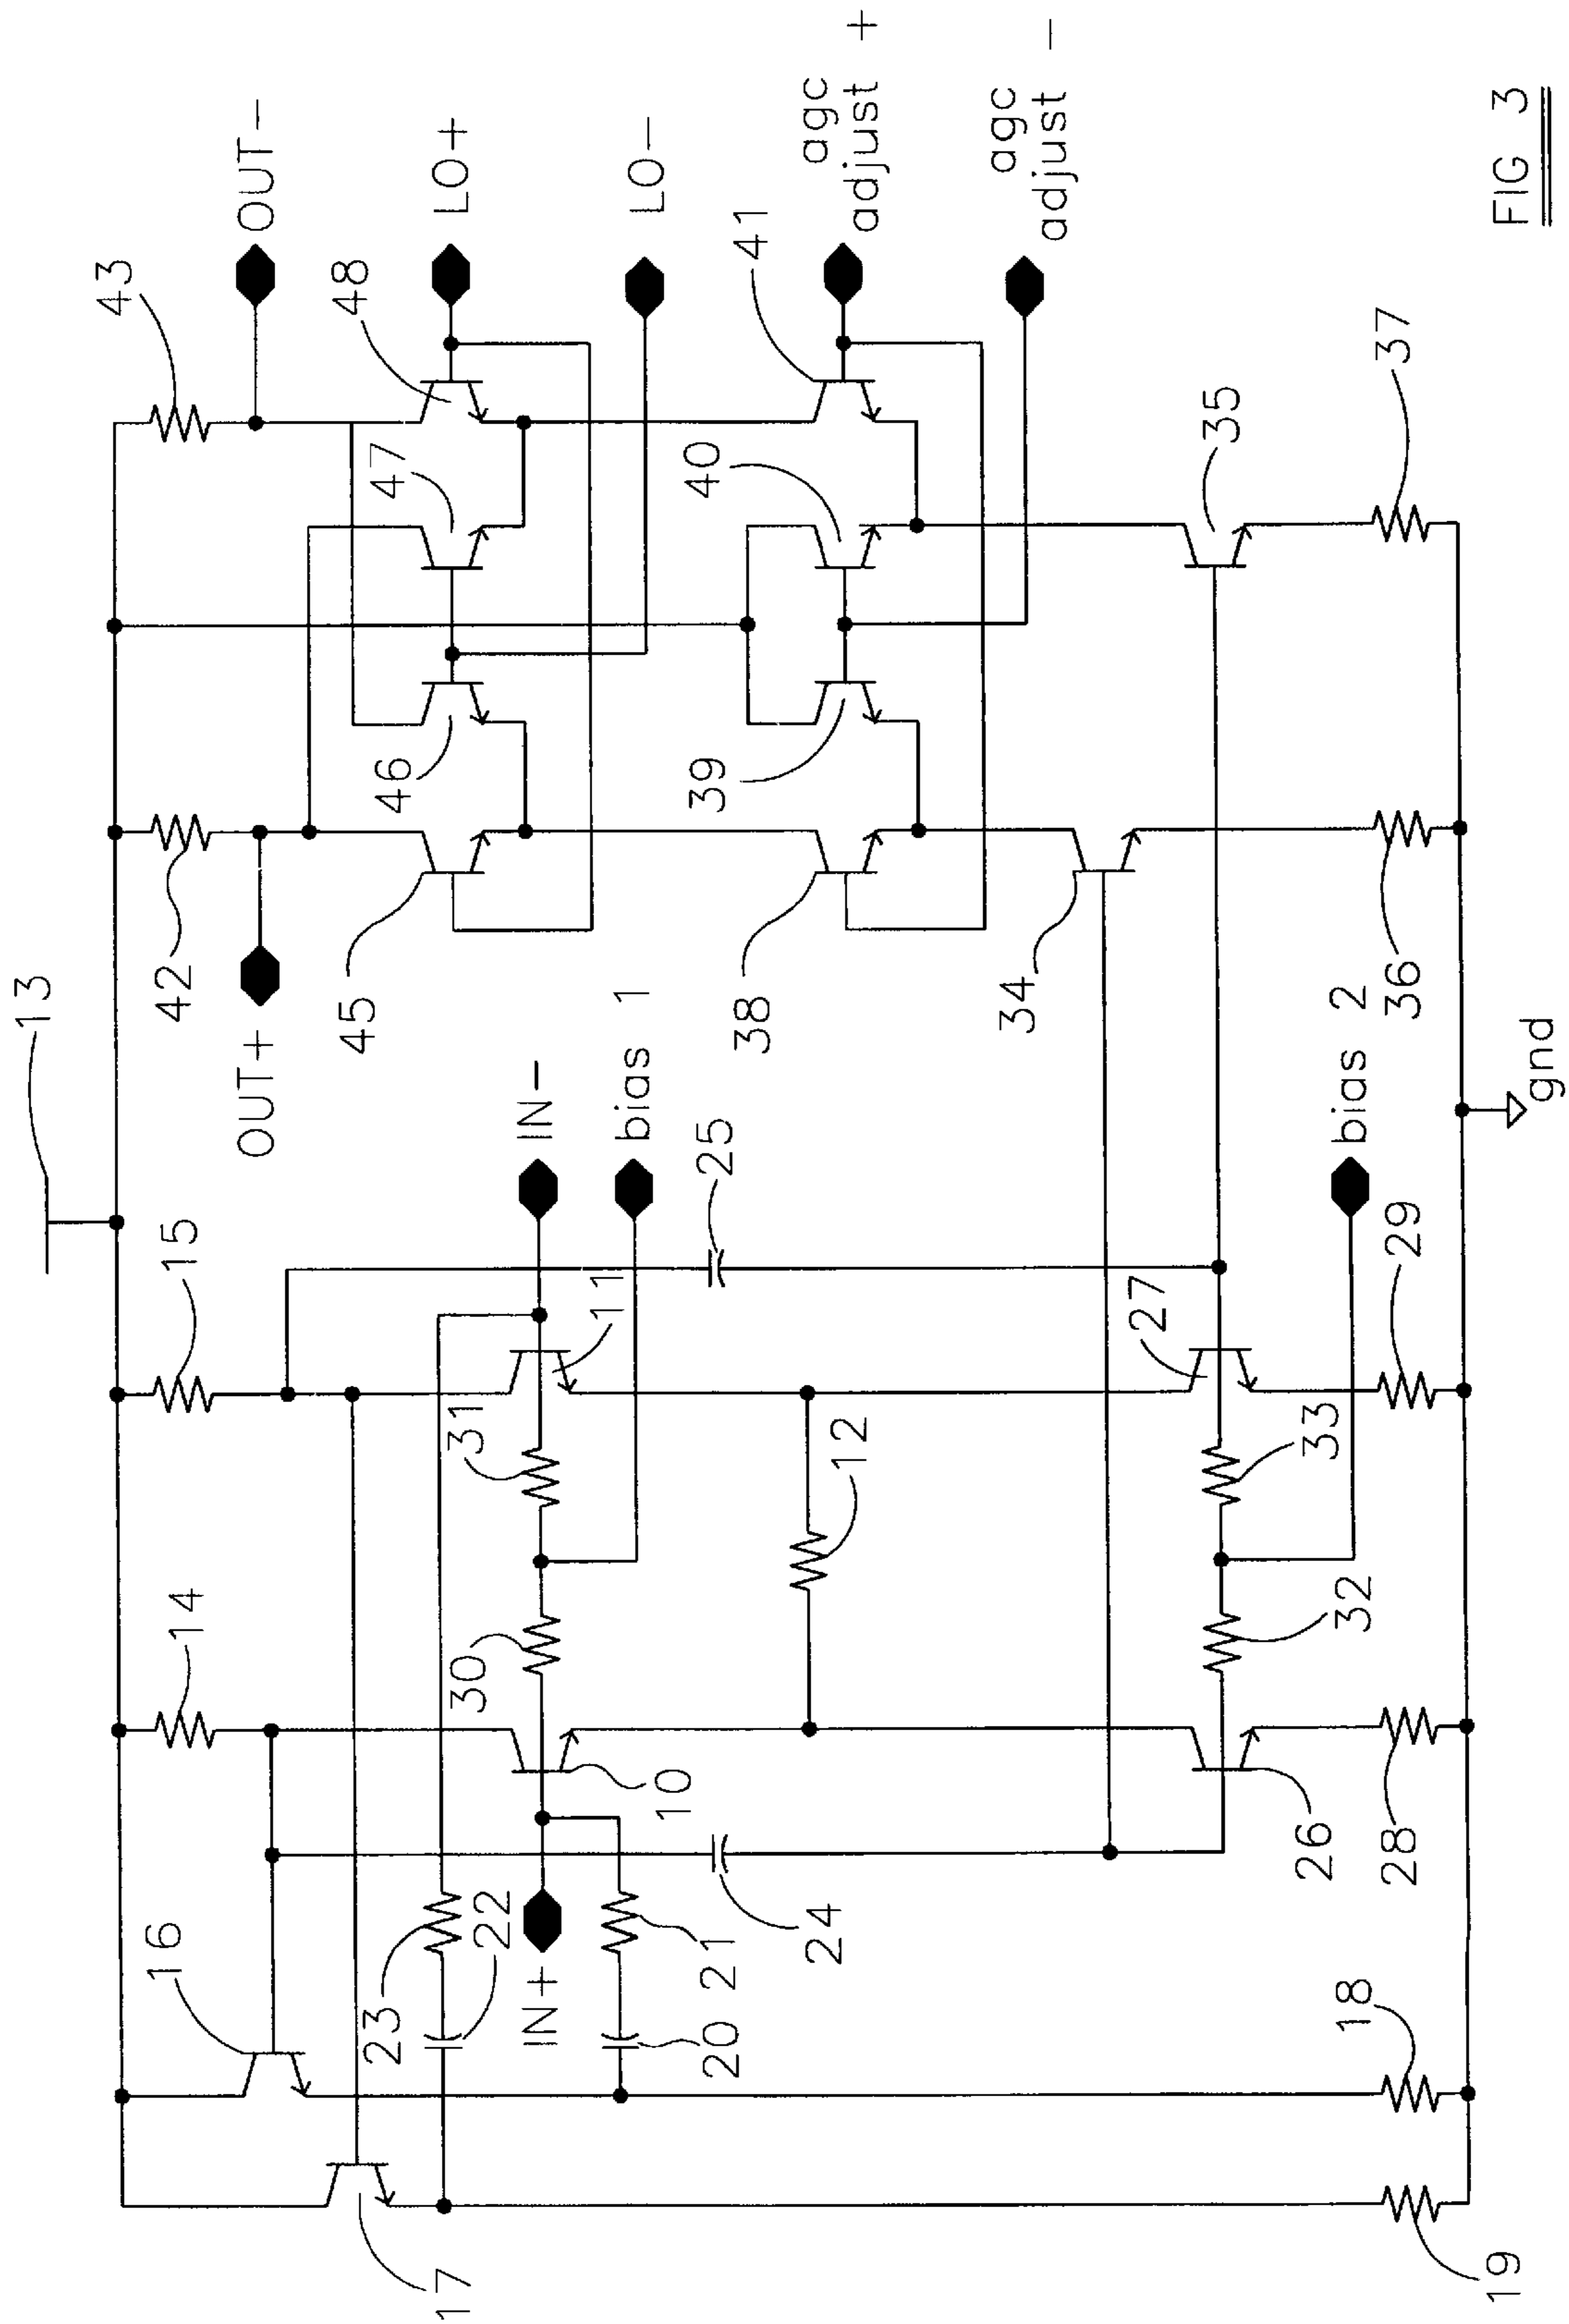 13
43
OUT-
42
OUT+
15
14
16
48
LO+
47
46
45
LO-
17
23
22
IN+
20
21
30
10
31
11
IN-
bias 1
25
24
12
41
agc
adjust +
40
39
38
agc
adjust -
35
34
27
33
32
26
bias 2
37
36
29
28
18
19
gnd
FIG 3